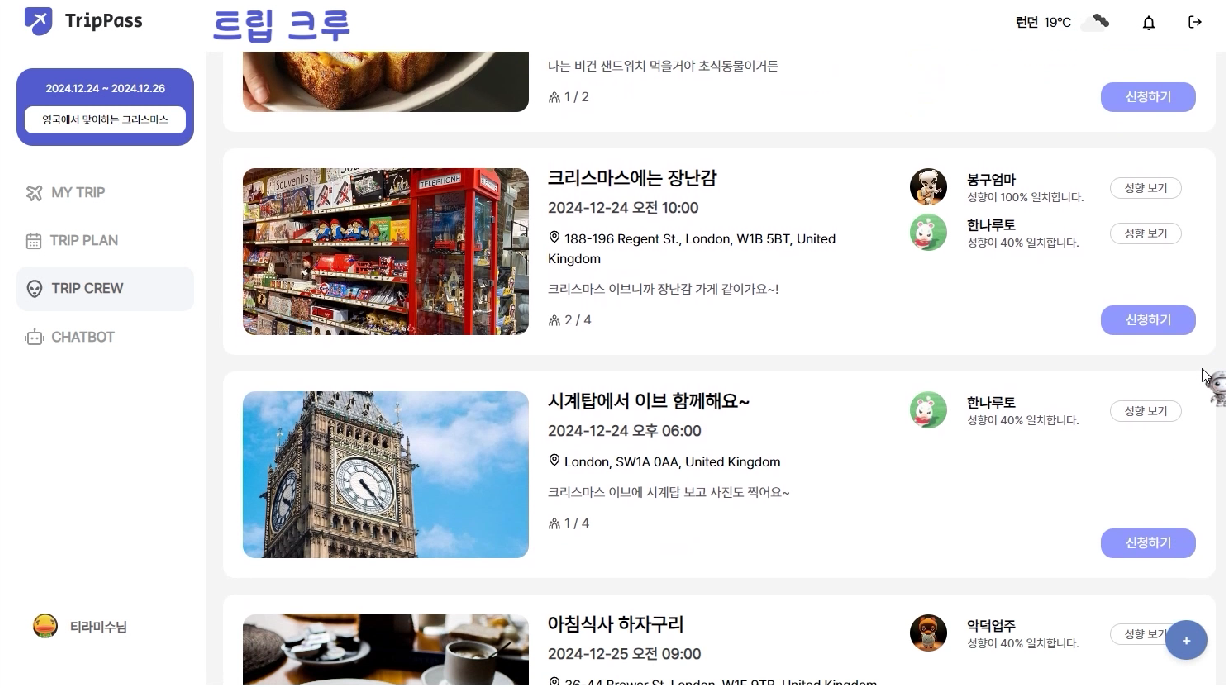 TripPass
트립 크루
런던 19°C
2024.12.24 ~ 2024.12.26
영국에서 맞이하는 크리스마스
MY TRIP
TRIP PLAN
TRIP CREW
CHATBOT
티라미수님
나는 비건 샌드위치 먹을거야 초식동물이거든
1 / 2
신청하기
SOUVENIRS
TELEPHONE
TELEPHONE
크리스마스에는 장난감
2024-12-24 오전 10:00
188-196 Regent St., London, W1B 5BT, United
Kingdom
크리스마스 이브니까 장난감 가게 같이가요~!
2 / 4
봉구엄마
성향이 100% 일치합니다.
성향 보기
한나루토
성향이 40% 일치합니다.
성향 보기
신청하기
시계탑에서 이브 함께해요~
2024-12-24 오후 06:00
London, SW1A 0AA, United Kingdom
크리스마스 이브에 시계탑 보고 사진도 찍어요~
1 / 4
한나루토
성향이 40% 일치합니다.
성향 보기
신청하기
아침식사 하자구리
2024-12-25 오전 09:00
36-44 Brewer St, London, W1F 9TB, United Kingdom
악덕업주
성향이 40% 일치합니다.
성향 보기
+